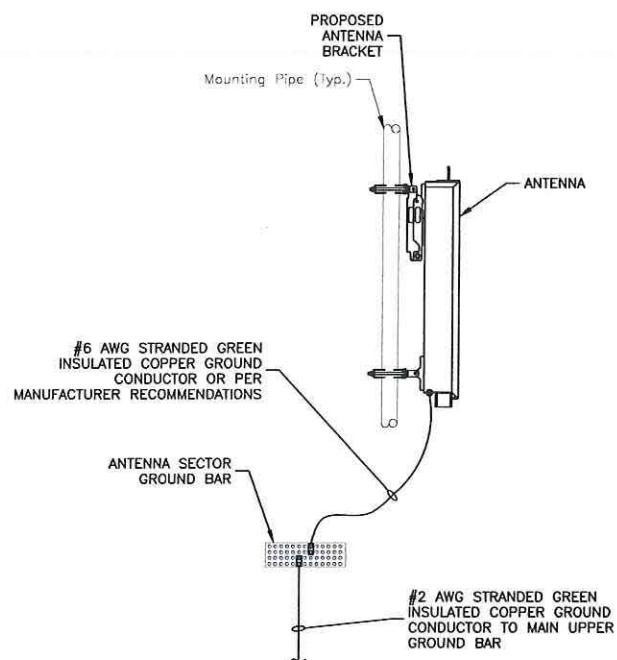 PROPOSED
ANTENNA
BRACKET
Mounting Pipe (Typ.)
ANTENNA
#6 AWG STRANDED GREEN
INSULATED COPPER GROUND
CONDUCTOR OR PER
MANUFACTURER RECOMMENDATIONS
ANTENNA SECTOR
GROUND BAR
#2 AWG STRANDED GREEN
INSULATED COPPER GROUND
CONDUCTOR TO MAIN UPPER
GROUND BAR